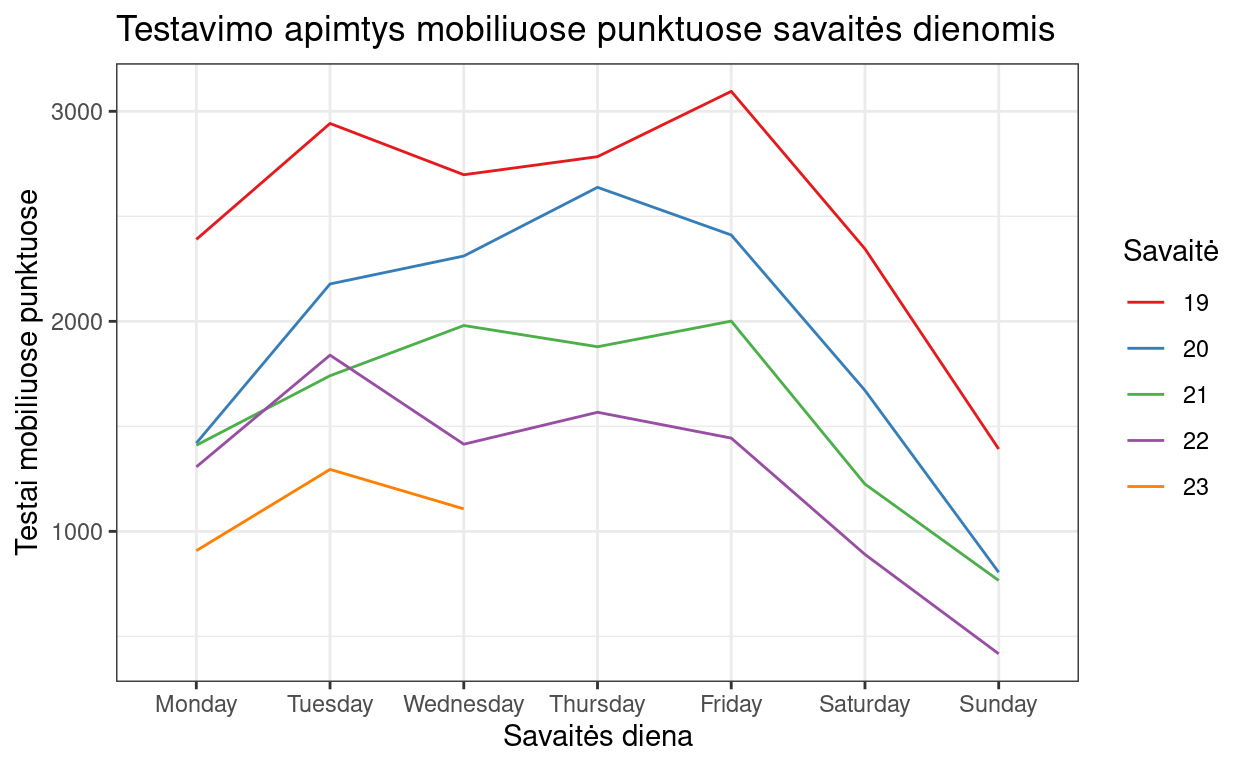 Testavimo apimtys mobiliuose punktuose savaitės dienomis
Testai mobiliuose punktuose
3000
2000
1000
Monday Tuesday Wednesday Thursday Friday Saturday Sunday
Savaitės diena
Savaitė
19
20
21
22
23